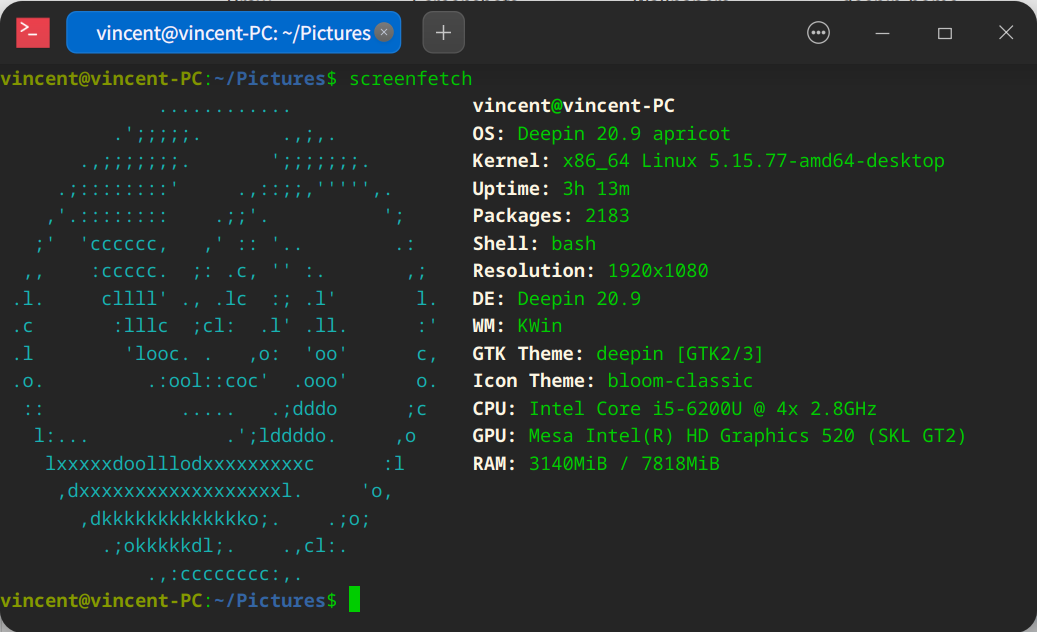 vincent@vincent-PC: ~/Pictures
vincent@vincent-PC:~/Pictures$ screenfetch
             ............                vincent@vincent-PC
          .';;;;;.       .,;,.           OS: Deepin 20.9 apricot
       .,;;;;;;;.       ';;;;;;;.        Kernel: x86_64 Linux 5.15.77-amd64-desktop
     .;::::::::'     .,::;;,''''',.      Uptime: 3h 13m
    ,'.::::::::    .;;'.          ';     Packages: 2183
   ;'  'cccccc,   ,' :: '..        .:    Shell: bash
  ,,    :ccccc.  ;: .c, '' :.       ,;   Resolution: 1920x1080
 .l.     cllll' ., .lc  :; .l'       l.  DE: Deepin 20.9
 .c       :lllc  ;cl:  .l' .ll.      :'  WM: KWin
 .l        'looc. .   ,o:  'oo'      c,  GTK Theme: deepin [GTK2/3]
 .o.         .:ool::coc'  .ooo'      o.  Icon Theme: bloom-classic
  ::            .....   .;dddo      ;c   CPU: Intel Core i5-6200U @ 4x 2.8GHz
   l:...            .';lddddo.     ,o    GPU: Mesa Intel(R) HD Graphics 520 (SKL GT2)
    lxxxxxdoolllodxxxxxxxxxc      :l     RAM: 3140MiB / 7818MiB
     ,dxxxxxxxxxxxxxxxxxxl.     'o,
       ,dkkkkkkkkkkkkko;.    .;o;
         .;okkkkkdl;.    .,cl:.
             .,:cccccccc:,.
vincent@vincent-PC:~/Pictures$